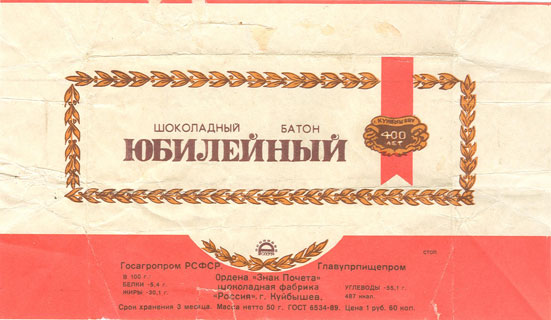 ШОКОЛАДНЫЙ БАТОН
ЮБИЛЕЙНЫЙ
КУЙБЫШЕВУ
400
ЛЕТ
СТОП
Госагропром РСФСР. Главупрпищепром
В 100 г.
БЕЛКИ -5,4 г.
ЖИРЫ -30,1 г.
Ордена «Знак Почета»
шоколадная фабрика
«Россия», г. Куйбышев.
УГЛЕВОДЫ -55,1 г.
487 ккал.
Срок хранения 3 месяца. Масса нетто 50 г. ГОСТ 6534-89. Цена 1 руб. 60 коп.